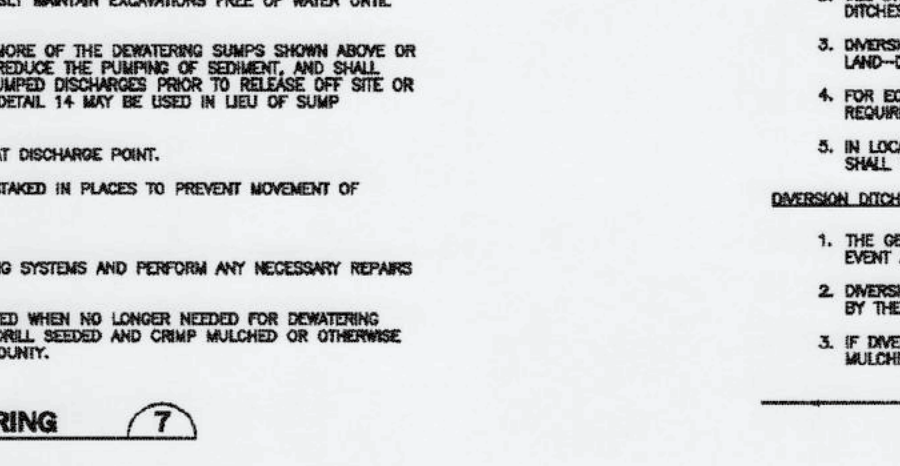 MAINTAIN EXCAVATIONS FREE OF WATER UNTIL
MORE OF THE DEWATERING SUMPS SHOWN ABOVE OR
REDUCE THE PUMPING OF SEDIMENT, AND SHALL
UMPED DISCHARGES PRIOR TO RELEASE OFF SITE OR
DETAIL 14 MAY BE USED IN LIEU OF SUMP
AT DISCHARGE POINT.
STAKED IN PLACES TO PREVENT MOVEMENT OF
NG SYSTEMS AND PERFORM ANY NECESSARY REPAIRS
ED WHEN NO LONGER NEEDED FOR DEWATERING
DRILL SEEDED AND CRIMP MULCHED OR OTHERWISE
OUNTY.
RING 7
DITCHES
3. DIVERSI
LAND-D
4. FOR EC
REQUIR
5. IN LOCA
SHALL
DIVERSION DITCH
1. THE GE
EVENT
2. DIVERSI
BY THE
3. IF DIVE
MULCHE